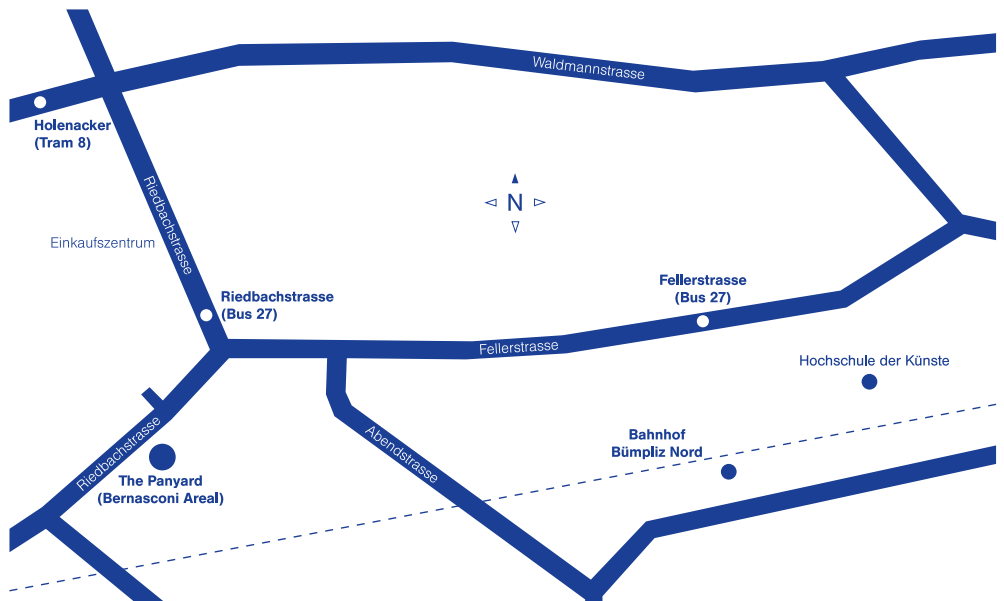 Waldmannstrasse
Holenacker
(Tram 8)
Riedbachstrasse
N
Einkaufszentrum
Riedbachstrasse
(Bus 27)
Fellerstrasse
(Bus 27)
Fellerstrasse
Hochschule der Künste
Abendstrasse
Bahnhof
Bümpliz Nord
Riedbachstrasse
The Panyard
(Bernasconi Areal)